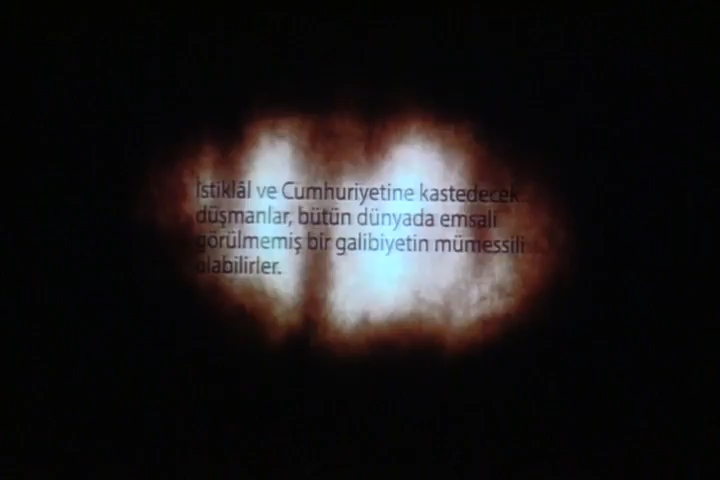 İstiklâl ve Cumhuriyetine kastedecek
düşmanlar, bütün dünyada emsali
görülmemiş bir galibiyetin mümessili
olabilirler.